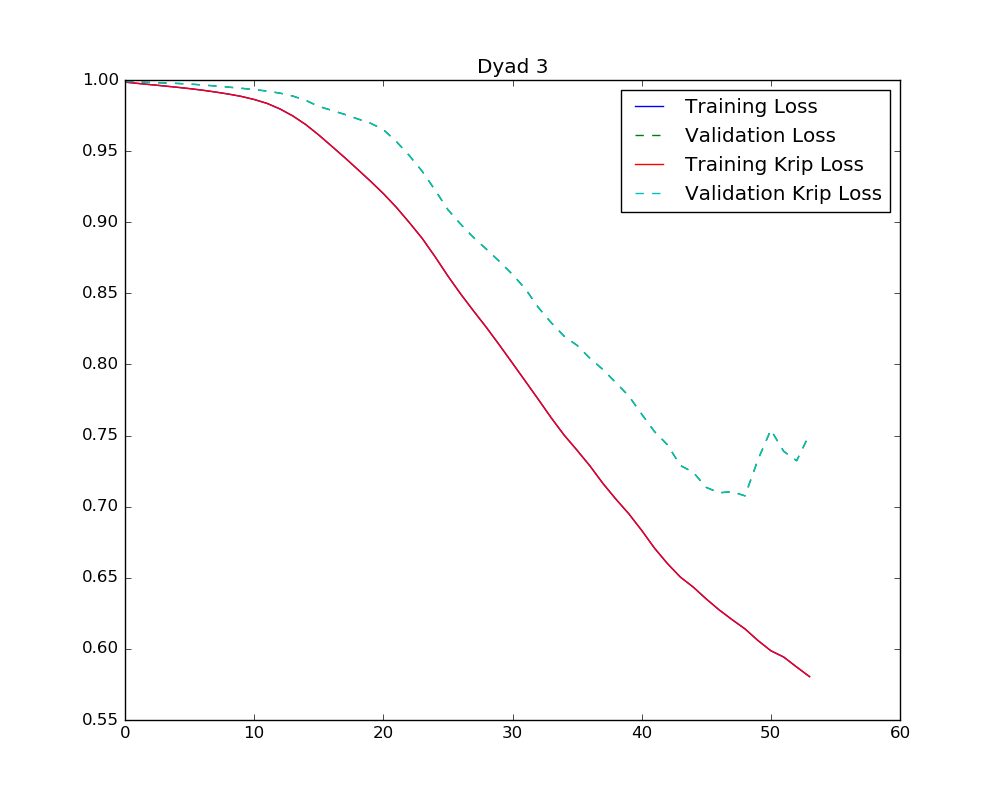 Dyad 3
1.00
0.95
0.90
0.85
0.80
0.75
0.70
0.65
0.60
0.55
0 10 20 30 40 50 60
Training Loss
Validation Loss
Training Krip Loss
Validation Krip Loss